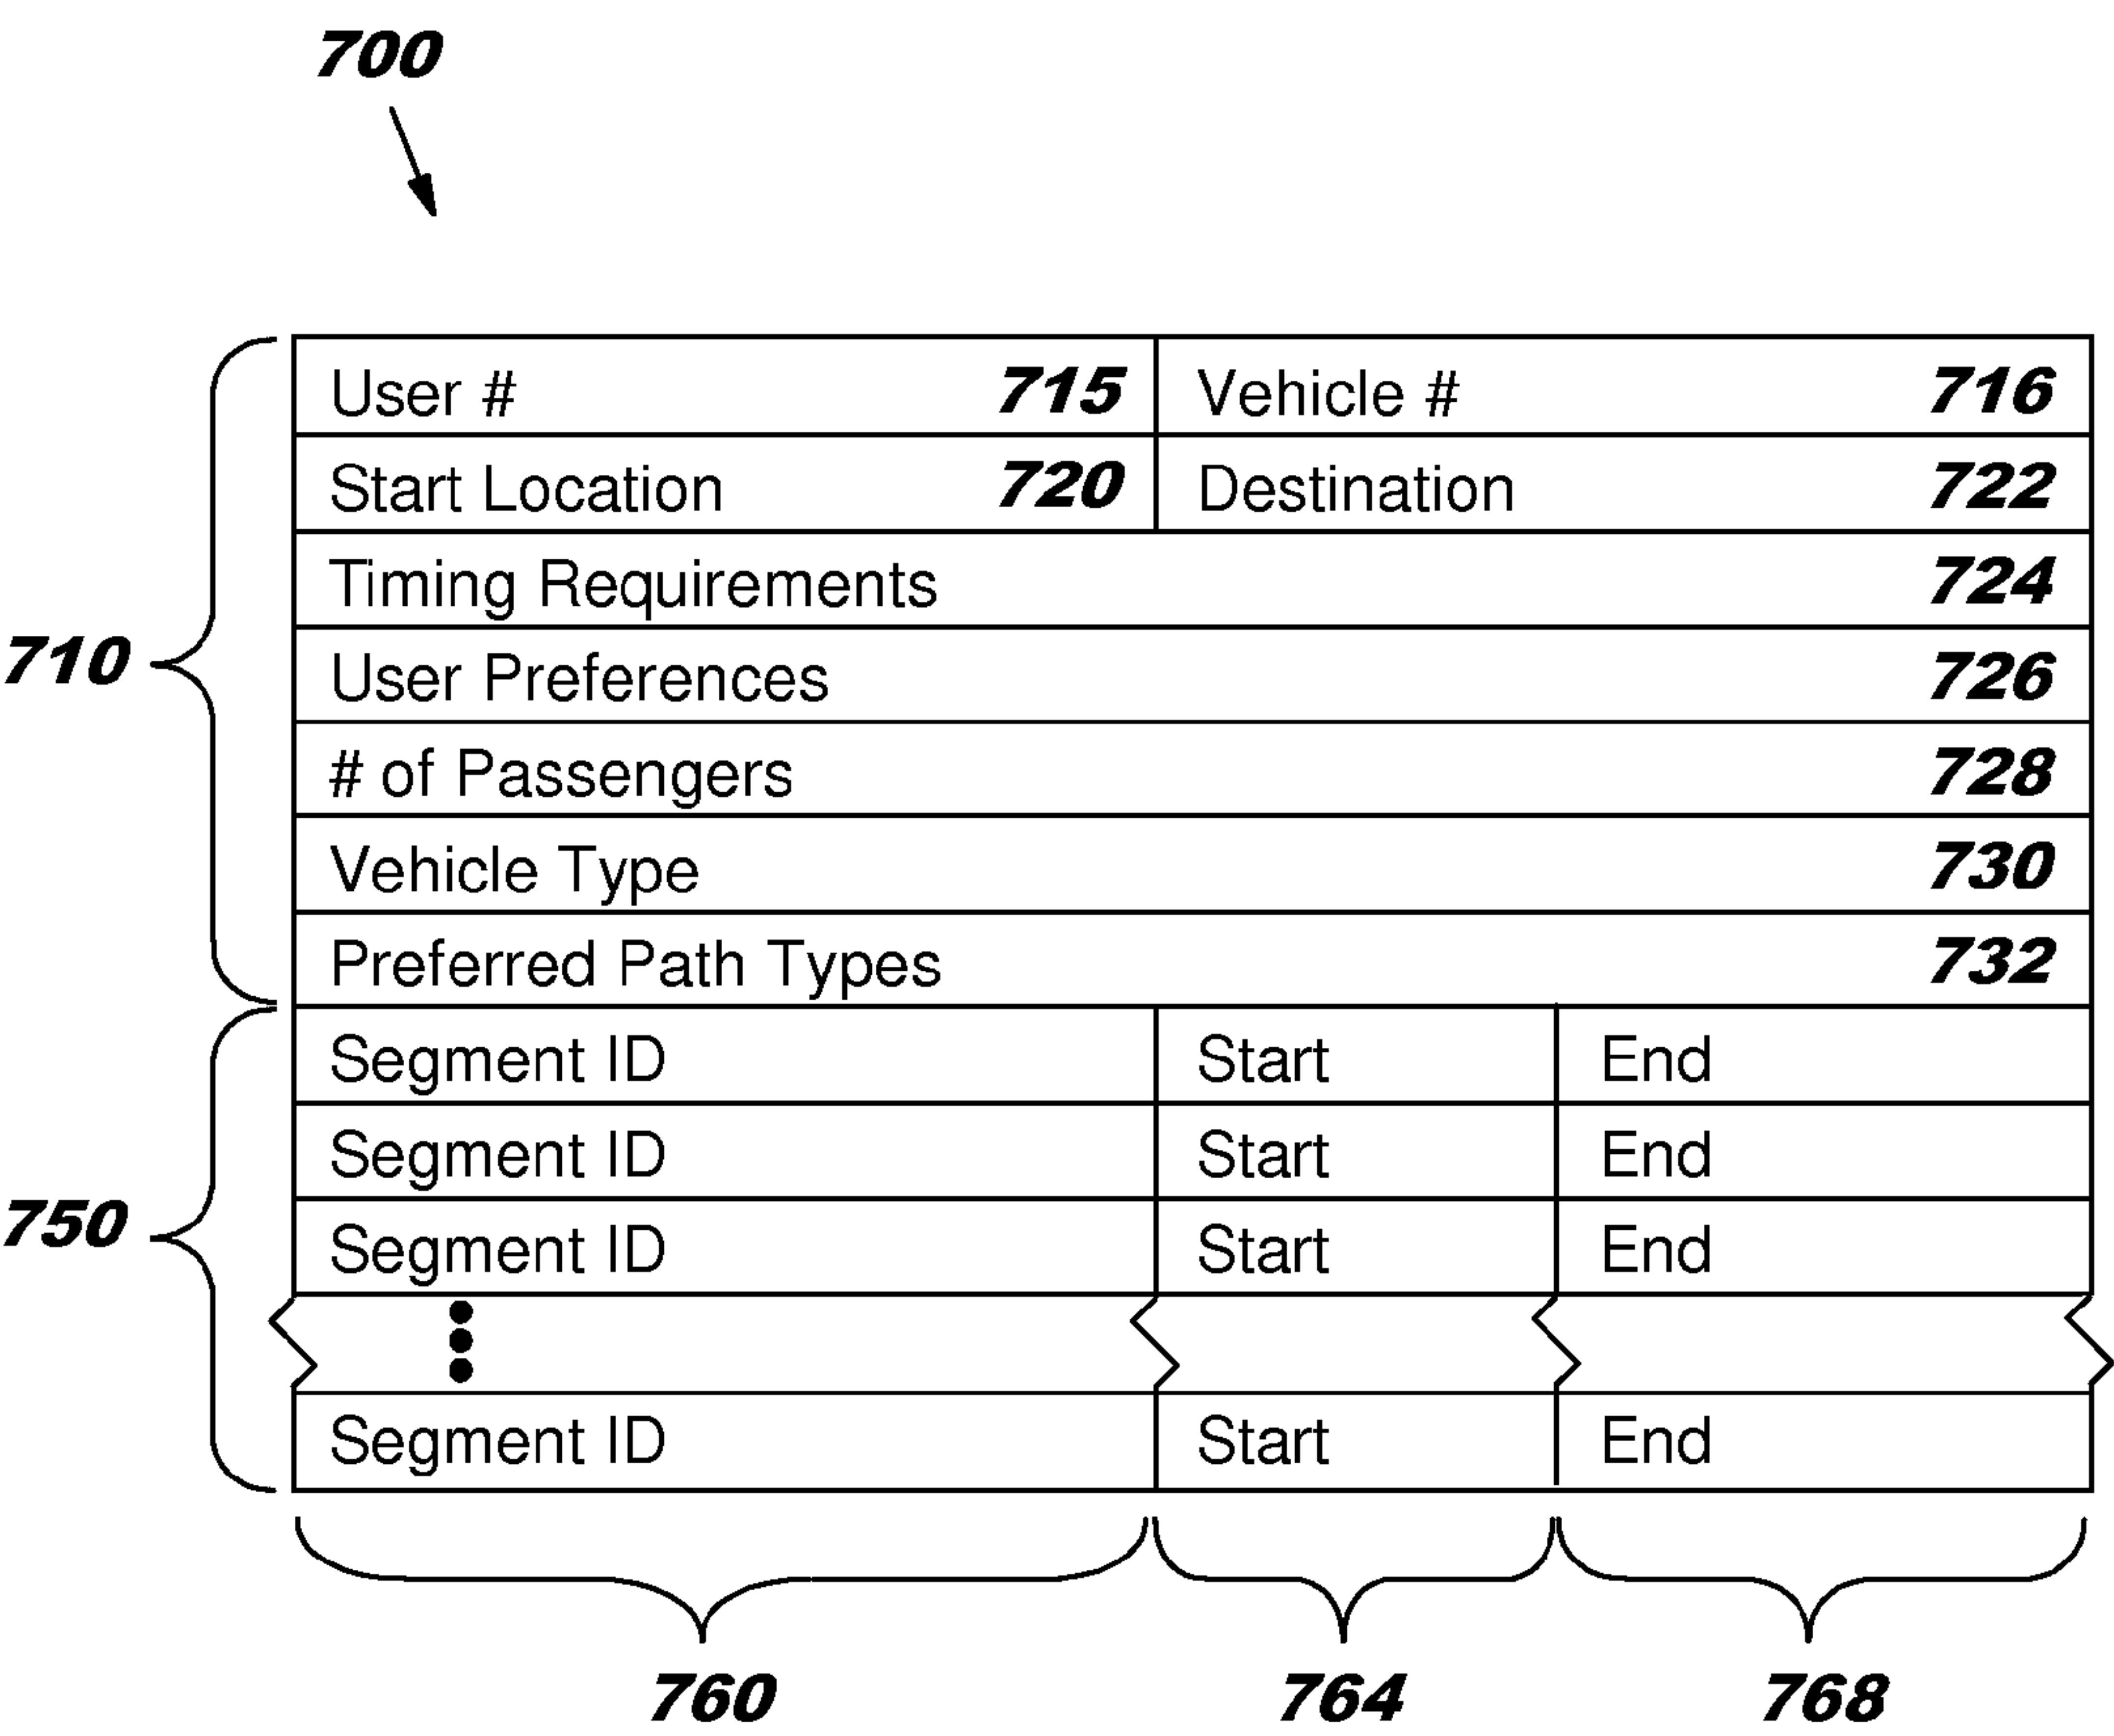 700
User # 715 Vehicle # 716
Start Location 720 Destination 722
Timing Requirements 724
710 User Preferences 726
# of Passengers 728
Vehicle Type 730
Preferred Path Types 732
Segment ID Start End
Segment ID Start End
750 Segment ID Start End
Segment ID Start End
760 764 768